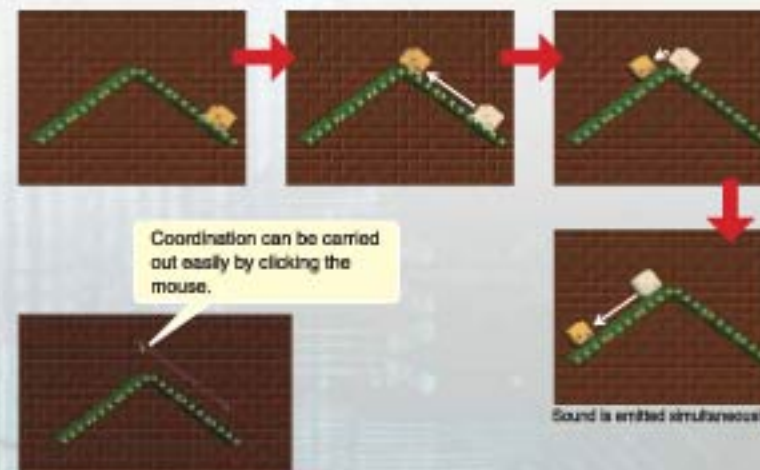 Coordination can be carried
out easily by clicking the
mouse.
Sound is emitted